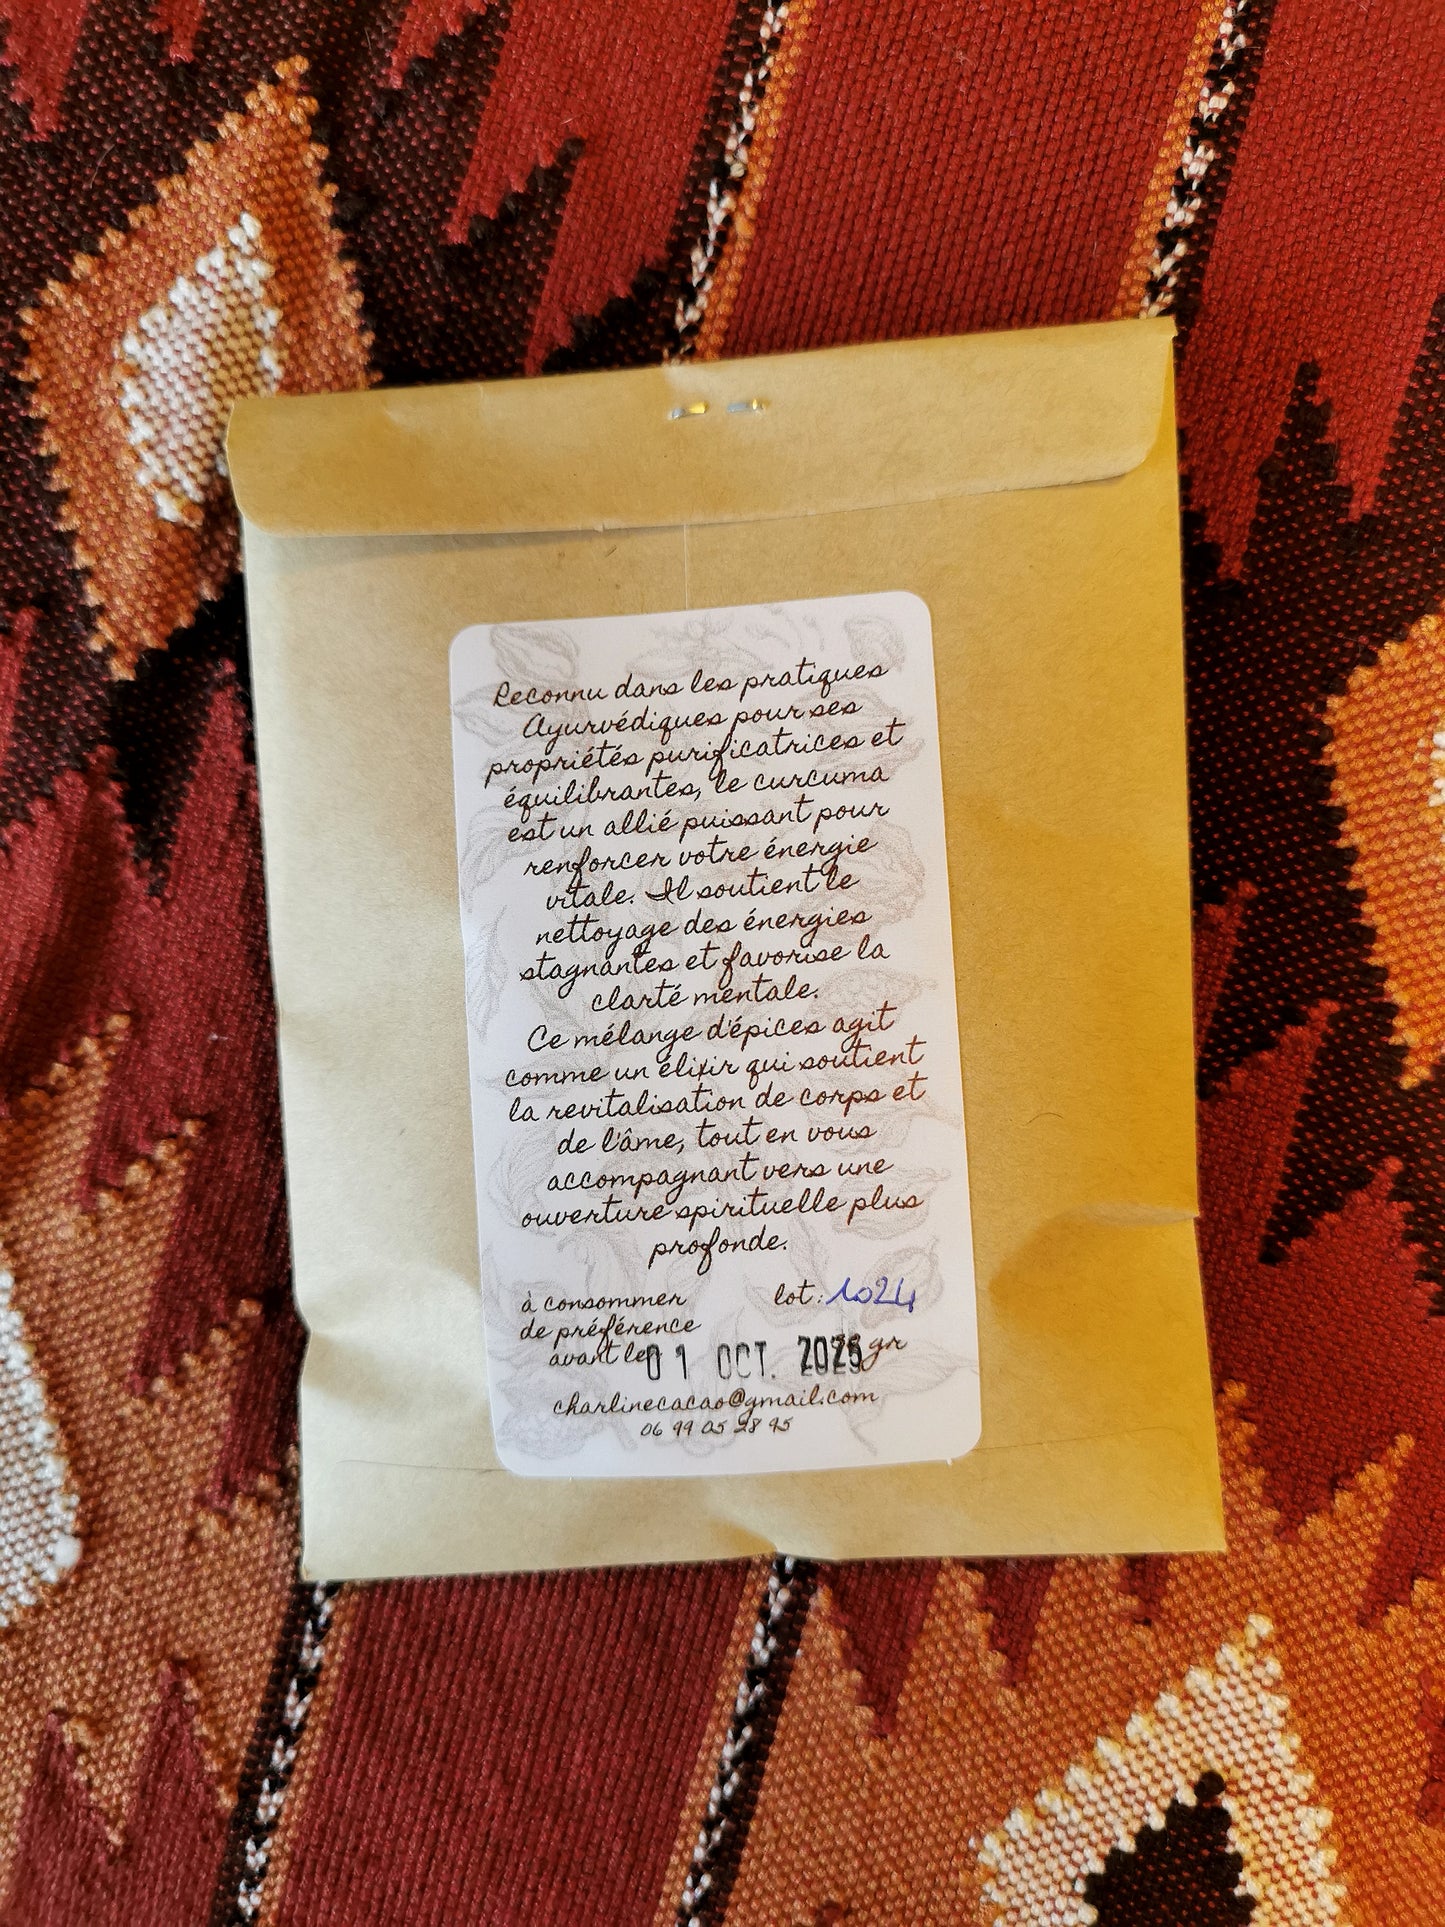 Reconnu dans les pratiques
Ayurvédiques pour ses
propriétés purificatrices et
équilibrantes, le curcuma
est un allié puissant pour
renforcer votre énergie
vitale. Il soutient le
nettoyage des énergies
stagnantes et favorise la
clarté mentale.
Ce mélange d'épices agit
comme un élixir qui soutient
la revitalisation de corps et
de l'âme, tout en vous
accompagnant vers une
ouverture spirituelle plus
profonde.
à consommer lot: 1024
de préférence
avant le 01 OCT. 2025 gr
charlinecacao@gmail.com
06 99 05 28 95